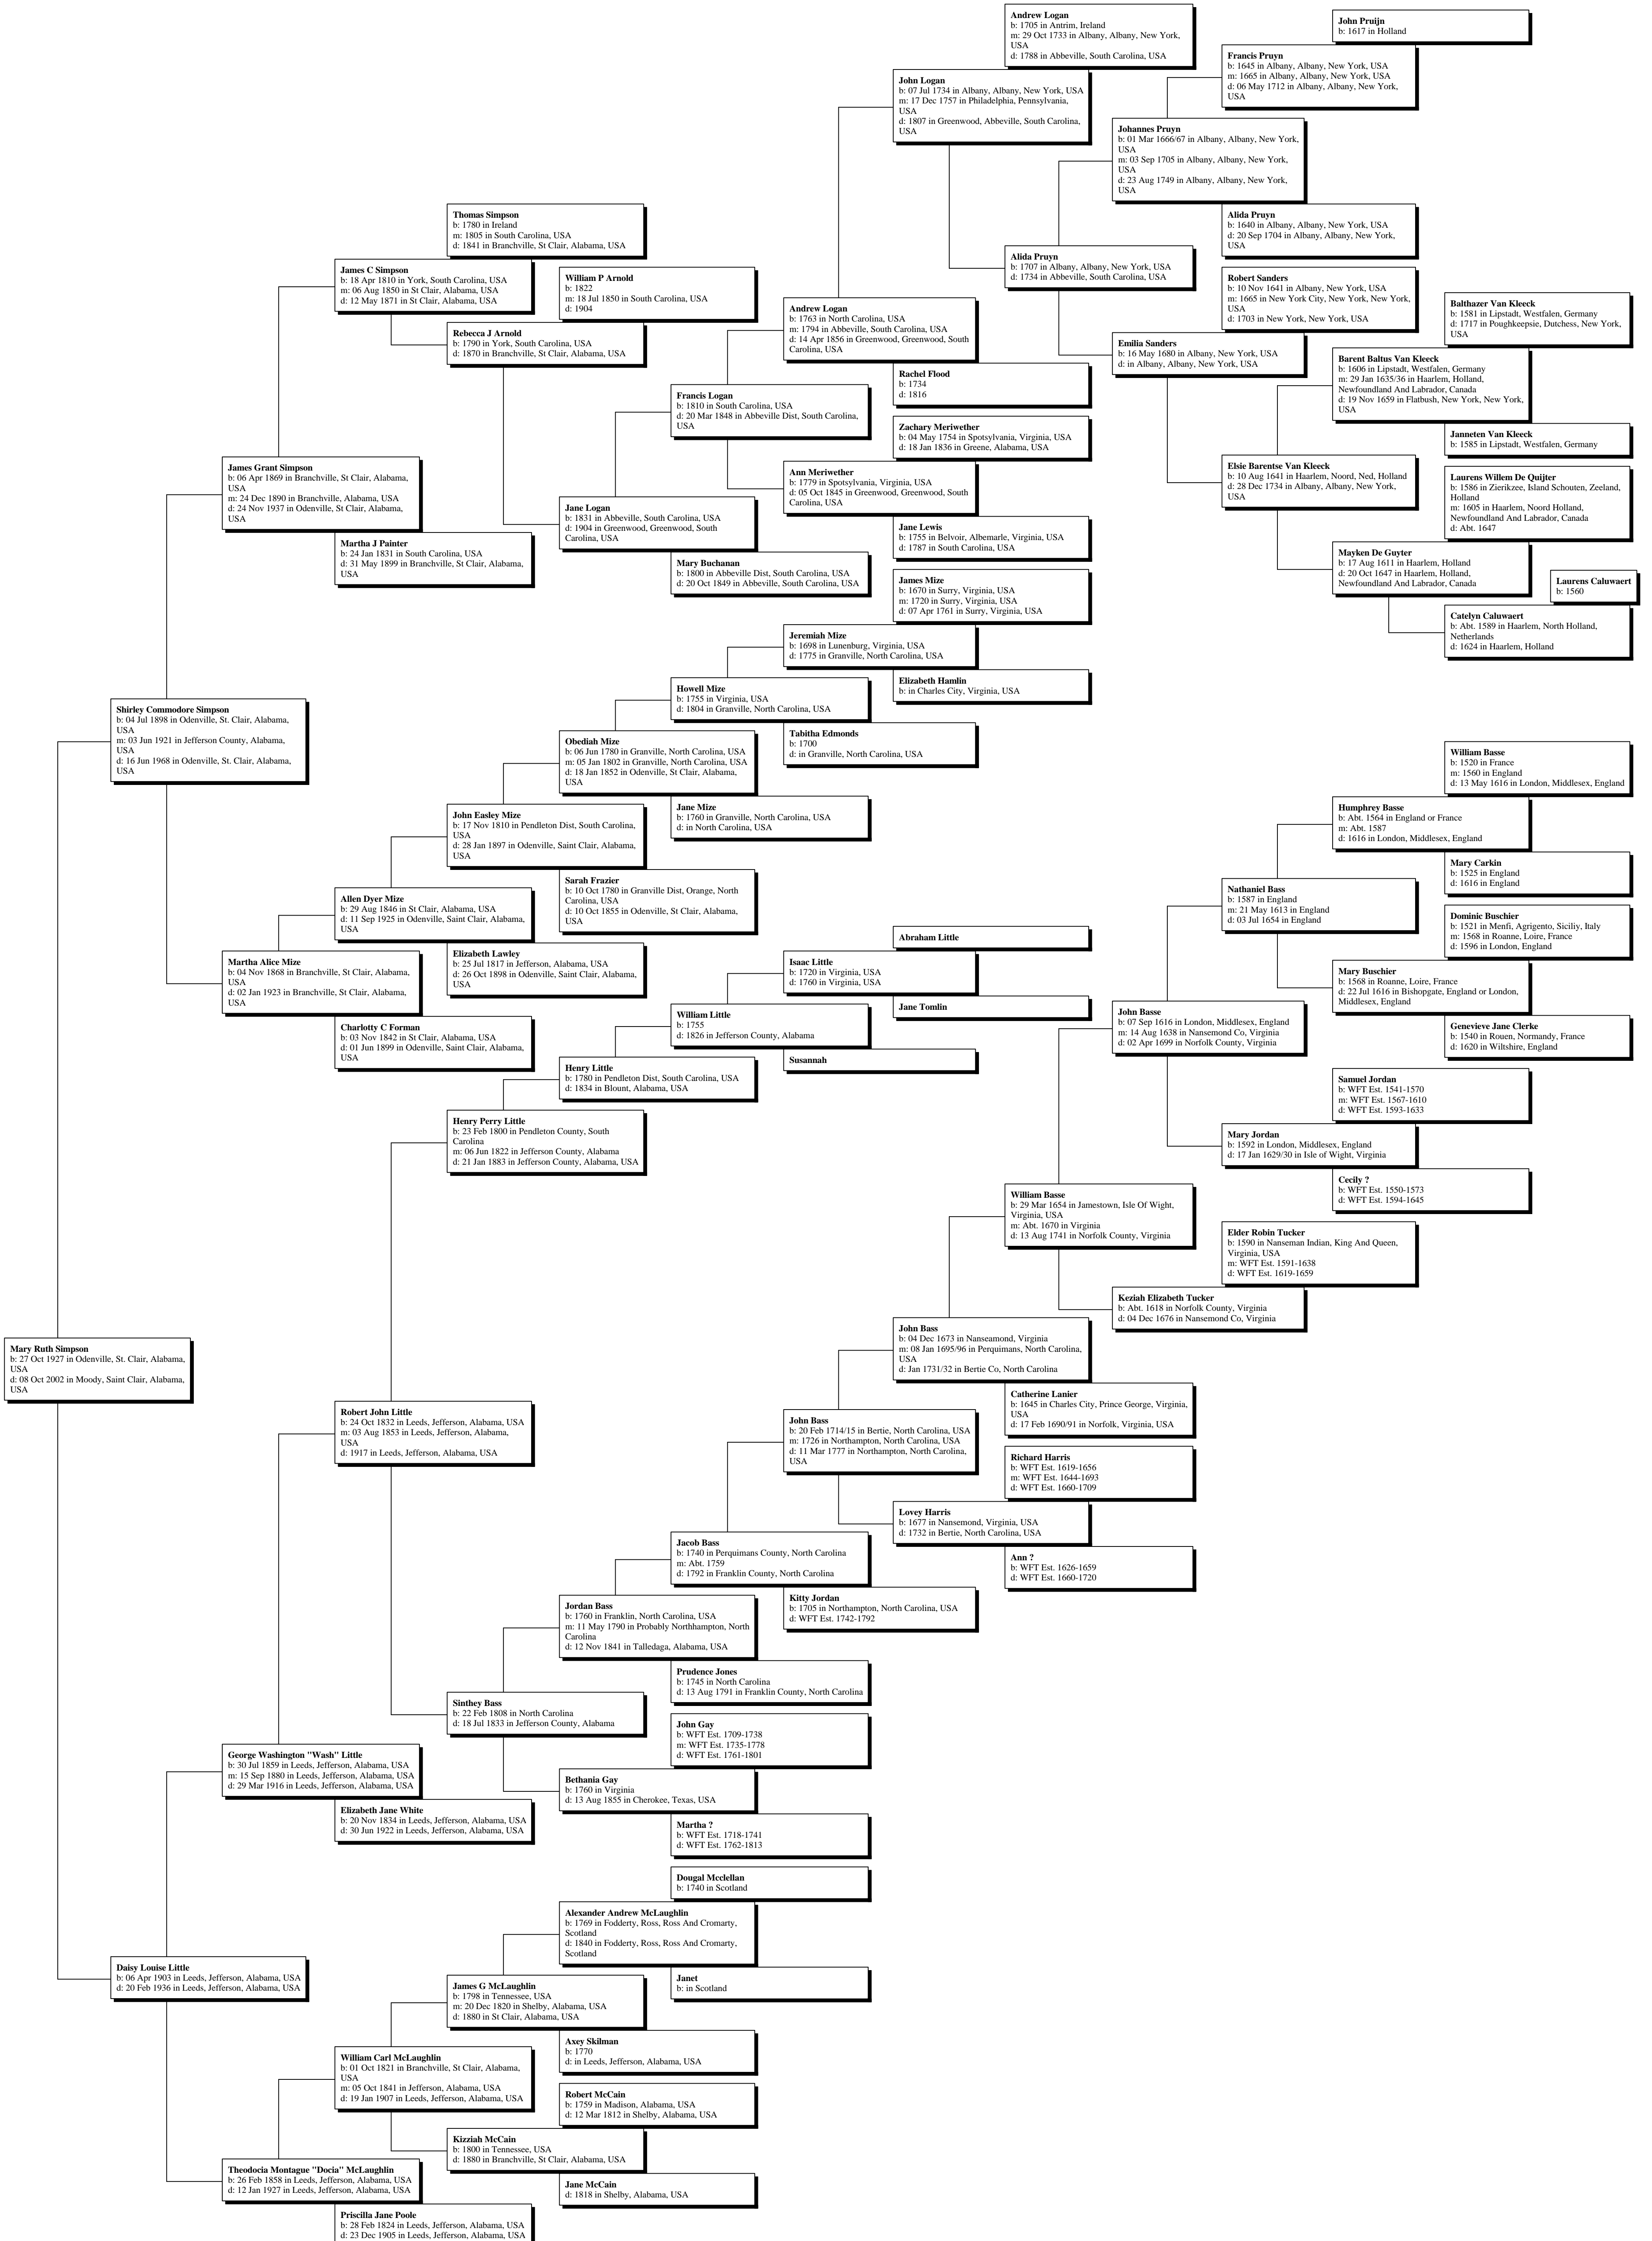 Andrew Logan
b: 1705 in Antrim, Ireland
m: 29 Oct 1733 in Albany, Albany, New York,
USA
d: 1788 in Abbeville, South Carolina, USA
John Pruijn
b: 1617 in Holland
Francis Pruyn
b: 1645 in Albany, Albany, New York, USA
m: 1665 in Albany, Albany, New York, USA
d: 06 May 1712 in Albany, Albany, New York,
USA
John Logan
b: 07 Jul 1734 in Albany, Albany, New York, USA
m: 17 Dec 1757 in Philadelphia, Pennsylvania,
USA
d: 1807 in Greenwood, Abbeville, South Carolina,
USA
Johannes Pruyn
b: 01 Mar 1666/67 in Albany, Albany, New York,
USA
m: 03 Sep 1705 in Albany, Albany, New York,
USA
d: 23 Aug 1749 in Albany, Albany, New York,
USA
Thomas Simpson
b: 1780 in Ireland
m: 1805 in South Carolina, USA
d: 1841 in Branchville, St Clair, Alabama, USA
Alida Pruyn
b: 1640 in Albany, Albany, New York, USA
d: 20 Sep 1704 in Albany, Albany, New York,
USA
Alida Pruyn
b: 1707 in Albany, Albany, New York, USA
d: 1734 in Abbeville, South Carolina, USA
James C Simpson
b: 18 Apr 1810 in York, South Carolina, USA
m: 06 Aug 1850 in St Clair, Alabama, USA
d: 12 May 1871 in St Clair, Alabama, USA
William P Arnold
b: 1822
m: 18 Jul 1850 in South Carolina, USA
d: 1904
Robert Sanders
b: 10 Nov 1641 in Albany, New York, USA
m: 1665 in New York City, New York, New York,
USA
d: 1703 in New York, New York, USA
Balthazer Van Kleeck
b: 1581 in Lipstadt, Westfalen, Germany
d: 1717 in Poughkeepsie, Dutchess, New York,
USA
Andrew Logan
b: 1763 in North Carolina, USA
m: 1794 in Abbeville, South Carolina, USA
d: 14 Apr 1856 in Greenwood, Greenwood, South
Carolina, USA
Rebecca J Arnold
b: 1790 in York, South Carolina, USA
d: 1870 in Branchville, St Clair, Alabama, USA
Emilia Sanders
b: 16 May 1680 in Albany, New York, USA
d: in Albany, Albany, New York, USA
Barent Baltus Van Kleeck
b: 1606 in Lipstadt, Westfalen, Germany
m: 29 Jan 1635/36 in Haarlem, Holland,
Newfoundland And Labrador, Canada
d: 19 Nov 1659 in Flatbush, New York, New York,
USA
Rachel Flood
b: 1734
d: 1816
Francis Logan
b: 1810 in South Carolina, USA
d: 20 Mar 1848 in Abbeville Dist, South Carolina,
USA
Zachary Meriwether
b: 04 May 1754 in Spotsylvania, Virginia, USA
d: 18 Jan 1836 in Greene, Alabama, USA
Janneten Van Kleeck
b: 1585 in Lipstadt, Westfalen, Germany
James Grant Simpson
b: 06 Apr 1869 in Branchville, St Clair, Alabama,
USA
m: 24 Dec 1890 in Branchville, Alabama, USA
d: 24 Nov 1937 in Odenville, St Clair, Alabama,
USA
Ann Meriwether
b: 1779 in Spotsylvania, Virginia, USA
d: 05 Oct 1845 in Greenwood, Greenwood, South
Carolina, USA
Elsie Barentse Van Kleeck
b: 10 Aug 1641 in Haarlem, Noord, Ned, Holland
d: 28 Dec 1734 in Albany, Albany, New York,
USA
Laurens Willem De Quijter
b: 1586 in Zierikzee, Island Schouten, Zeeland,
Holland
m: 1605 in Haarlem, Noord Holland,
Newfoundland And Labrador, Canada
d: Abt. 1647
Jane Logan
b: 1831 in Abbeville, South Carolina, USA
d: 1904 in Greenwood, Greenwood, South
Carolina, USA
Jane Lewis
b: 1755 in Belvoir, Albemarle, Virginia, USA
d: 1787 in South Carolina, USA
Martha J Painter
b: 24 Jan 1831 in South Carolina, USA
d: 31 May 1899 in Branchville, St Clair, Alabama,
USA
Mary Buchanan
b: 1800 in Abbeville Dist, South Carolina, USA
d: 20 Oct 1849 in Abbeville, South Carolina, USA
Mayken De Guyter
b: 17 Aug 1611 in Haarlem, Holland
d: 20 Oct 1647 in Haarlem, Holland,
Newfoundland And Labrador, Canada
James Mize
b: 1670 in Surry, Virginia, USA
m: 1720 in Surry, Virginia, USA
d: 07 Apr 1761 in Surry, Virginia, USA
Laurens Caluwaert
b: 1560
Catelyn Caluwaert
b: Abt. 1589 in Haarlem, North Holland,
Netherlands
d: 1624 in Haarlem, Holland
Jeremiah Mize
b: 1698 in Lunenburg, Virginia, USA
d: 1775 in Granville, North Carolina, USA
Elizabeth Hamlin
b: in Charles City, Virginia, USA
Howell Mize
b: 1755 in Virginia, USA
d: 1804 in Granville, North Carolina, USA
Shirley Commodore Simpson
b: 04 Jul 1898 in Odenville, St. Clair, Alabama,
USA
m: 03 Jun 1921 in Jefferson County, Alabama,
USA
d: 16 Jun 1968 in Odenville, St. Clair, Alabama,
USA
Tabitha Edmonds
b: 1700
d: in Granville, North Carolina, USA
Obediah Mize
b: 06 Jun 1780 in Granville, North Carolina, USA
m: 05 Jan 1802 in Granville, North Carolina, USA
d: 18 Jan 1852 in Odenville, St Clair, Alabama,
USA
William Basse
b: 1520 in France
m: 1560 in England
d: 13 May 1616 in London, Middlesex, England
Jane Mize
b: 1760 in Granville, North Carolina, USA
d: in North Carolina, USA
John Easley Mize
b: 17 Nov 1810 in Pendleton Dist, South Carolina,
USA
d: 28 Jan 1897 in Odenville, Saint Clair, Alabama,
USA
Humphrey Basse
b: Abt. 1564 in England or France
m: Abt. 1587
d: 1616 in London, Middlesex, England
Mary Carkin
b: 1525 in England
d: 1616 in England
Sarah Frazier
b: 10 Oct 1780 in Granville Dist, Orange, North
Carolina, USA
d: 10 Oct 1855 in Odenville, St Clair, Alabama,
USA
Nathaniel Bass
b: 1587 in England
m: 21 May 1613 in England
d: 03 Jul 1654 in England
Allen Dyer Mize
b: 29 Aug 1846 in St Clair, Alabama, USA
d: 11 Sep 1925 in Odenville, Saint Clair, Alabama,
USA
Dominic Buschier
b: 1521 in Menfi, Agrigento, Siciliy, Italy
m: 1568 in Roanne, Loire, France
d: 1596 in London, England
Abraham Little
Elizabeth Lawley
b: 25 Jul 1817 in Jefferson, Alabama, USA
d: 26 Oct 1898 in Odenville, Saint Clair, Alabama,
USA
Martha Alice Mize
b: 04 Nov 1868 in Branchville, St Clair, Alabama,
USA
d: 02 Jan 1923 in Branchville, St Clair, Alabama,
USA
Isaac Little
b: 1720 in Virginia, USA
d: 1760 in Virginia, USA
Mary Buschier
b: 1568 in Roanne, Loire, France
d: 22 Jul 1616 in Bishopgate, England or London,
Middlesex, England
Jane Tomlin
William Little
b: 1755
d: 1826 in Jefferson County, Alabama
John Basse
b: 07 Sep 1616 in London, Middlesex, England
m: 14 Aug 1638 in Nansemond Co, Virginia
d: 02 Apr 1699 in Norfolk County, Virginia
Charlotty C Forman
b: 03 Nov 1842 in St Clair, Alabama, USA
d: 01 Jun 1899 in Odenville, Saint Clair, Alabama,
USA
Genevieve Jane Clerke
b: 1540 in Rouen, Normandy, France
d: 1620 in Wiltshire, England
Susannah
Henry Little
b: 1780 in Pendleton Dist, South Carolina, USA
d: 1834 in Blount, Alabama, USA
Samuel Jordan
b: WFT Est. 1541-1570
m: WFT Est. 1567-1610
d: WFT Est. 1593-1633
Henry Perry Little
b: 23 Feb 1800 in Pendleton County, South
Carolina
m: 06 Jun 1822 in Jefferson County, Alabama
d: 21 Jan 1883 in Jefferson County, Alabama, USA
Mary Jordan
b: 1592 in London, Middlesex, England
d: 17 Jan 1629/30 in Isle of Wight, Virginia
Cecily ?
b: WFT Est. 1550-1573
d: WFT Est. 1594-1645
William Basse
b: 29 Mar 1654 in Jamestown, Isle Of Wight,
Virginia, USA
m: Abt. 1670 in Virginia
d: 13 Aug 1741 in Norfolk County, Virginia
Elder Robin Tucker
b: 1590 in Nanseman Indian, King And Queen,
Virginia, USA
m: WFT Est. 1591-1638
d: WFT Est. 1619-1659
Keziah Elizabeth Tucker
b: Abt. 1618 in Norfolk County, Virginia
d: 04 Dec 1676 in Nansemond Co, Virginia
John Bass
b: 04 Dec 1673 in Nanseamond, Virginia
m: 08 Jan 1695/96 in Perquimans, North Carolina,
USA
d: Jan 1731/32 in Bertie Co, North Carolina
Mary Ruth Simpson
b: 27 Oct 1927 in Odenville, St. Clair, Alabama,
USA
d: 08 Oct 2002 in Moody, Saint Clair, Alabama,
USA
Catherine Lanier
b: 1645 in Charles City, Prince George, Virginia,
USA
d: 17 Feb 1690/91 in Norfolk, Virginia, USA
Robert John Little
b: 24 Oct 1832 in Leeds, Jefferson, Alabama, USA
m: 03 Aug 1853 in Leeds, Jefferson, Alabama,
USA
d: 1917 in Leeds, Jefferson, Alabama, USA
John Bass
b: 20 Feb 1714/15 in Bertie, North Carolina, USA
m: 1726 in Northampton, North Carolina, USA
d: 11 Mar 1777 in Northampton, North Carolina,
USA
Richard Harris
b: WFT Est. 1619-1656
m: WFT Est. 1644-1693
d: WFT Est. 1660-1709
Lovey Harris
b: 1677 in Nansemond, Virginia, USA
d: 1732 in Bertie, North Carolina, USA
Jacob Bass
b: 1740 in Perquimans County, North Carolina
m: Abt. 1759
d: 1792 in Franklin County, North Carolina
Ann ?
b: WFT Est. 1626-1659
d: WFT Est. 1660-1720
Kitty Jordan
b: 1705 in Northampton, North Carolina, USA
d: WFT Est. 1742-1792
Jordan Bass
b: 1760 in Franklin, North Carolina, USA
m: 11 May 1790 in Probably Northhampton, North
Carolina
d: 12 Nov 1841 in Talledaga, Alabama, USA
Prudence Jones
b: 1745 in North Carolina
d: 13 Aug 1791 in Franklin County, North Carolina
Sinthey Bass
b: 22 Feb 1808 in North Carolina
d: 18 Jul 1833 in Jefferson County, Alabama
John Gay
b: WFT Est. 1709-1738
m: WFT Est. 1735-1778
d: WFT Est. 1761-1801
George Washington "Wash" Little
b: 30 Jul 1859 in Leeds, Jefferson, Alabama, USA
m: 15 Sep 1880 in Leeds, Jefferson, Alabama, USA
d: 29 Mar 1916 in Leeds, Jefferson, Alabama, USA
Bethania Gay
b: 1760 in Virginia
d: 13 Aug 1855 in Cherokee, Texas, USA
Elizabeth Jane White
b: 20 Nov 1834 in Leeds, Jefferson, Alabama, USA
d: 30 Jun 1922 in Leeds, Jefferson, Alabama, USA
Martha ?
b: WFT Est. 1718-1741
d: WFT Est. 1762-1813
Dougal Mcclellan
b: 1740 in Scotland
Alexander Andrew McLaughlin
b: 1769 in Fodderty, Ross, Ross And Cromarty,
Scotland
d: 1840 in Fodderty, Ross, Ross And Cromarty,
Scotland
Daisy Louise Little
b: 06 Apr 1903 in Leeds, Jefferson, Alabama, USA
d: 20 Feb 1936 in Leeds, Jefferson, Alabama, USA
Janet
b: in Scotland
James G McLaughlin
b: 1798 in Tennessee, USA
m: 20 Dec 1820 in Shelby, Alabama, USA
d: 1880 in St Clair, Alabama, USA
Axey Skilman
b: 1770
d: in Leeds, Jefferson, Alabama, USA
William Carl McLaughlin
b: 01 Oct 1821 in Branchville, St Clair, Alabama,
USA
m: 05 Oct 1841 in Jefferson, Alabama, USA
d: 19 Jan 1907 in Leeds, Jefferson, Alabama, USA
Robert McCain
b: 1759 in Madison, Alabama, USA
d: 12 Mar 1812 in Shelby, Alabama, USA
Kizziah McCain
b: 1800 in Tennessee, USA
d: 1880 in Branchville, St Clair, Alabama, USA
Theodocia Montague "Docia" McLaughlin
b: 26 Feb 1858 in Leeds, Jefferson, Alabama, USA
d: 12 Jan 1927 in Leeds, Jefferson, Alabama, USA
Jane McCain
d: 1818 in Shelby, Alabama, USA
Priscilla Jane Poole
b: 28 Feb 1824 in Leeds, Jefferson, Alabama, USA
d: 23 Dec 1905 in Leeds, Jefferson, Alabama, USA